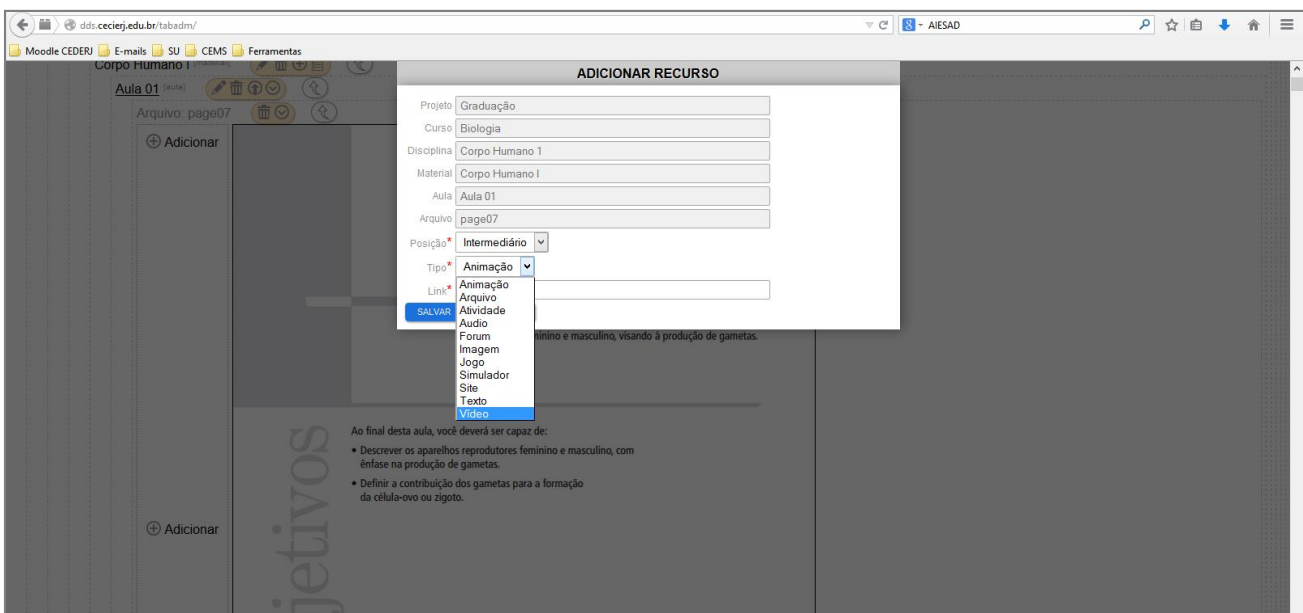 dds.cecierj.edu.br/tabadm/
8 AIESAD
Moodle CEDERJ E-mails SU CEMS Ferramentas
Corpo Humano I [material]
Aula 01 [aula]
Arquivo: page07
Adicionar
ADICIONAR RECURSO
Projeto Graduação
Curso Biologia
Disciplina Corpo Humano 1
Material Corpo Humano I
Aula Aula 01
Arquivo page07
Posição* Intermediário
Tipo* Animação
Link*
SALVAR
Animação
Arquivo
Atividade
Audio
Forum
Imagem
Jogo
Simulador
Site
Texto
Vídeo
feminino e masculino, visando à produção de gametas.
Ao final desta aula, você deverá ser capaz de:
• Descrever os aparelhos reprodutores feminino e masculino, com
ênfase na produção de gametas.
• Definir a contribuição dos gametas para a formação
da célula-ovo ou zigoto.
Adicionar
jetivos